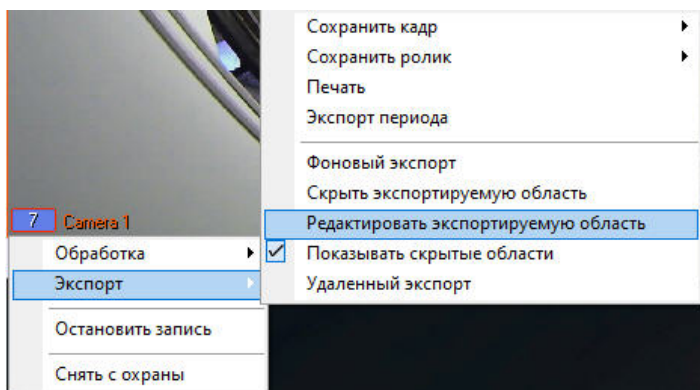 Сохранить кадр
Сохранить ролик
Печать
Экспорт периода
Фоновый экспорт
Скрыть экспортируемую область
Редактировать экспортируемую область
Показывать скрытые области
Удаленный экспорт
7 Camera 1
Обработка
Экспорт
Остановить запись
Снять с охраны